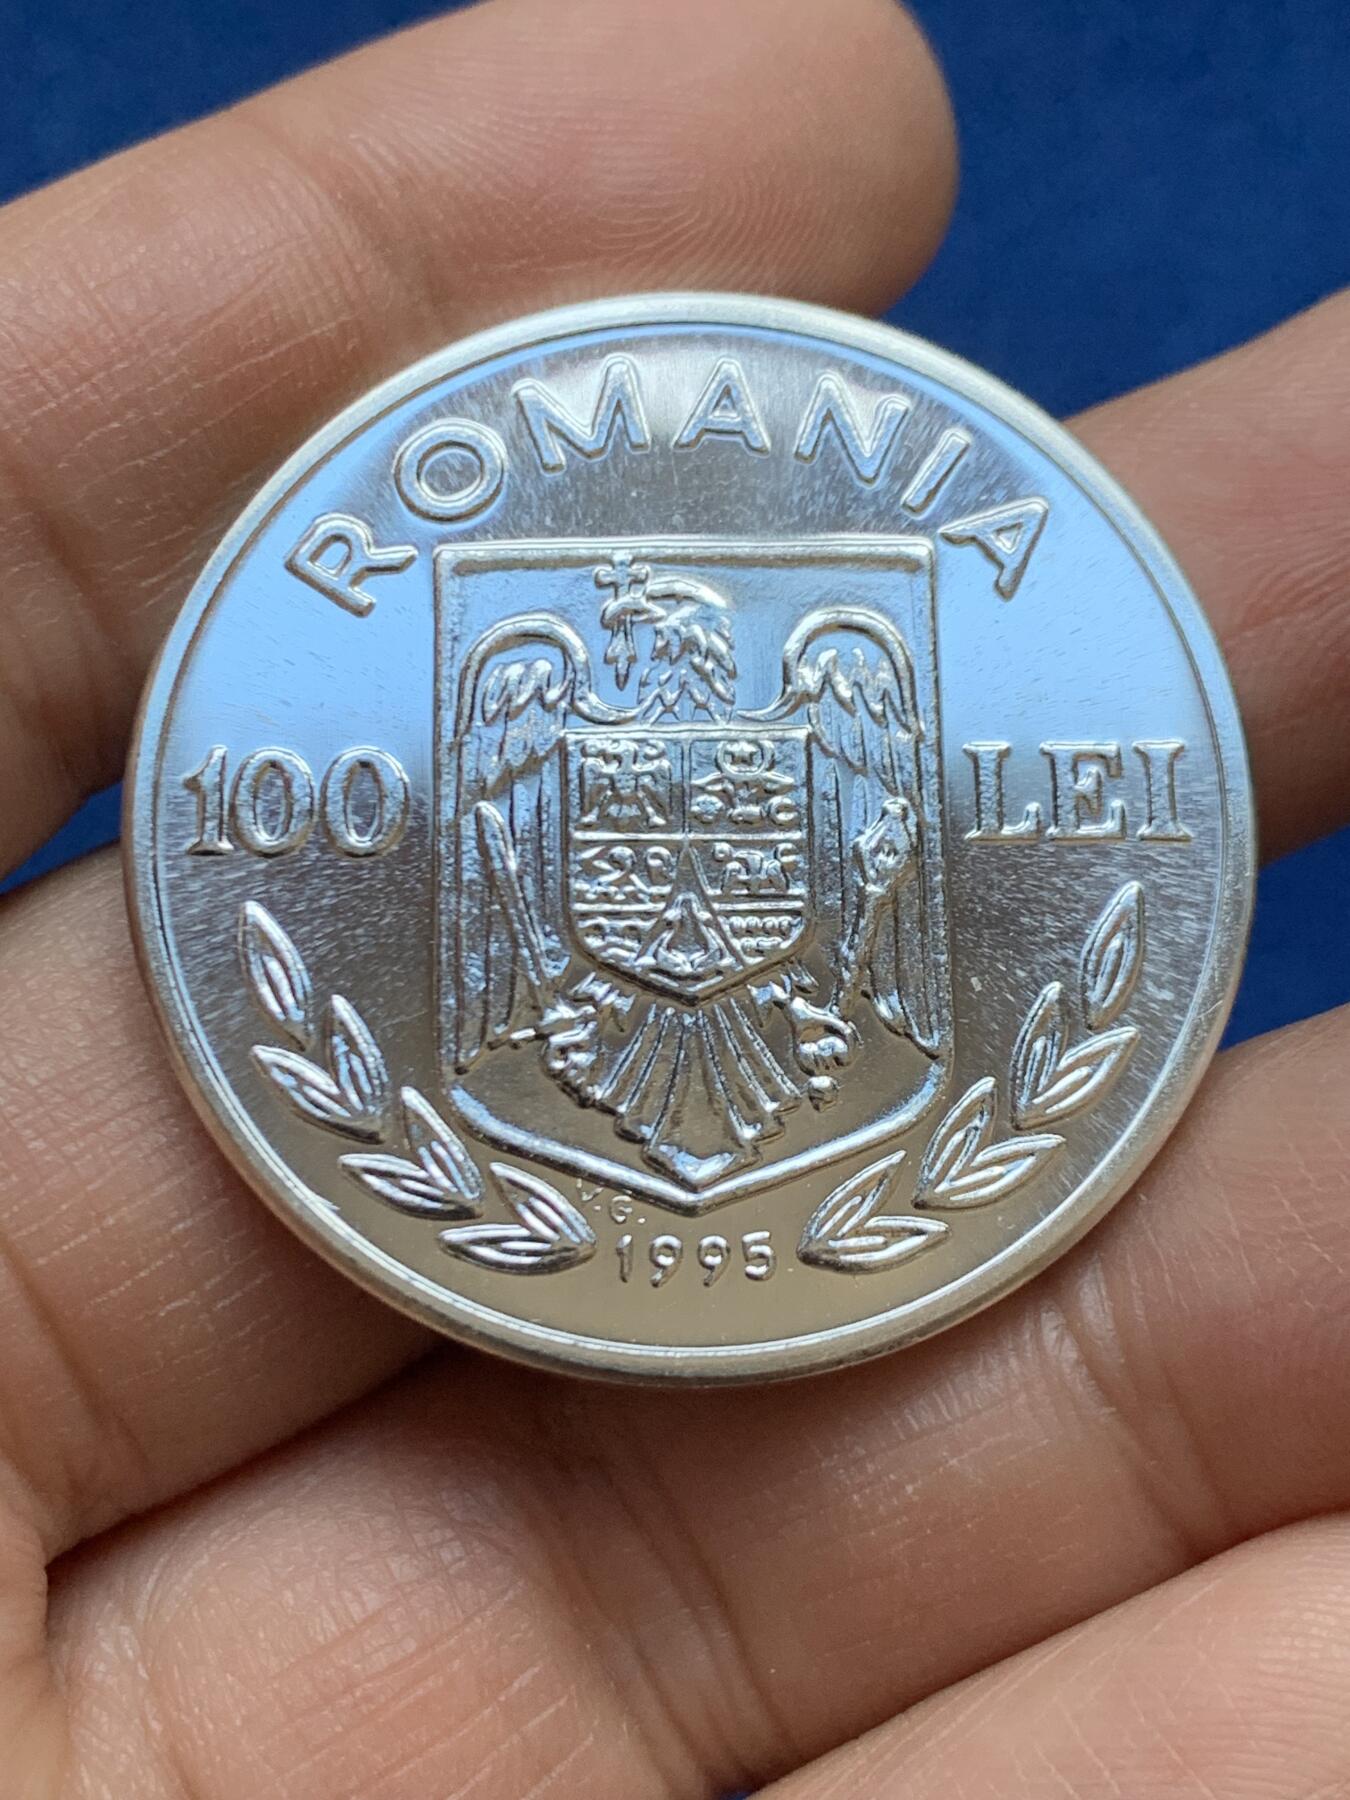 ROMANIA
100 LEI
V.G.
1995